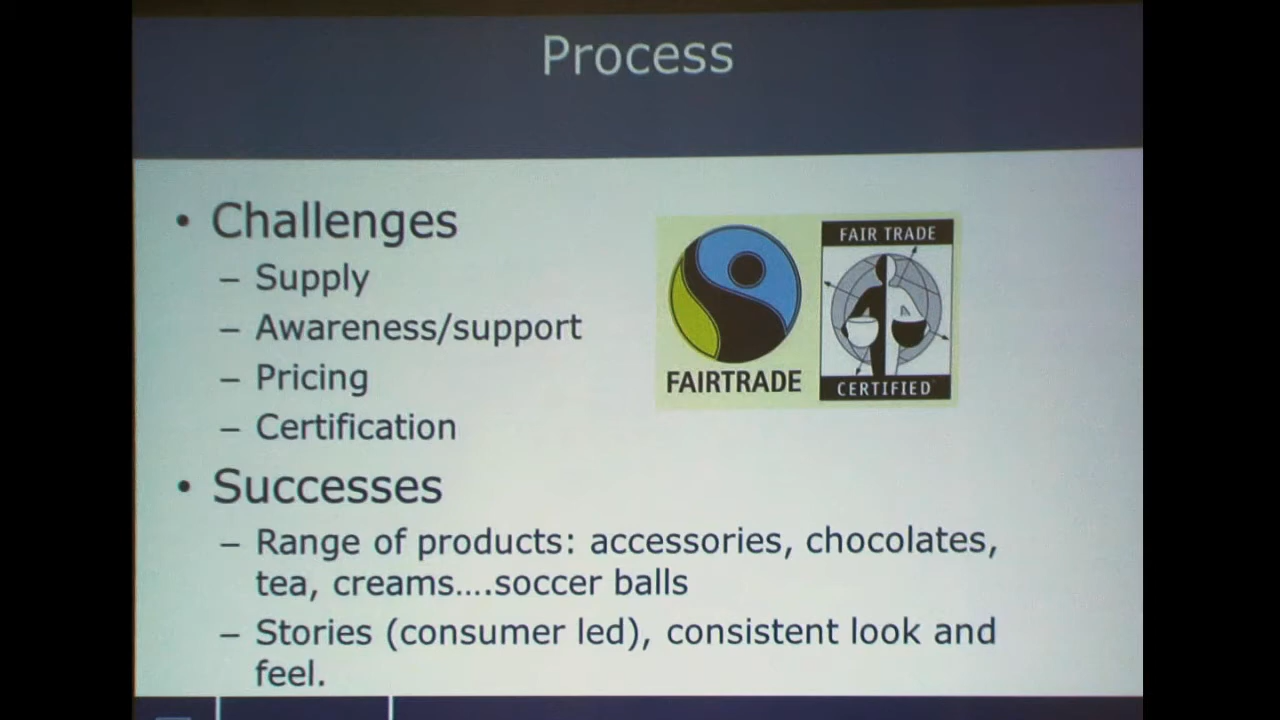 Process
• Challenges
– Supply
– Awareness/support
– Pricing
– Certification
FAIRTRADE
FAIR TRADE
CERTIFIED
• Successes
– Range of products: accessories, chocolates,
tea, creams....soccer balls
– Stories (consumer led), consistent look and
feel.